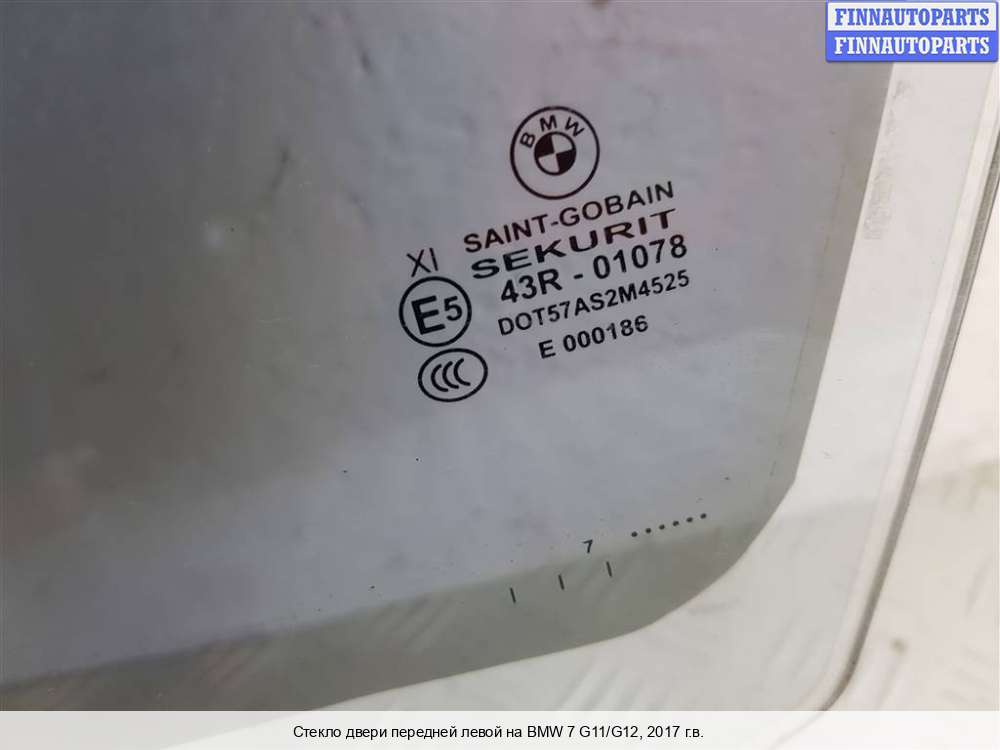 FINNAUTOPARTS
FINNAUTOPARTS
BMW
SAINT-GOBAIN
XI SEKURIT
43R - 01078
E5
DOT57AS2M4525
E 000186
CCC
7 ......
Стекло двери передней левой на BMW 7 G11/G12, 2017 г.в.